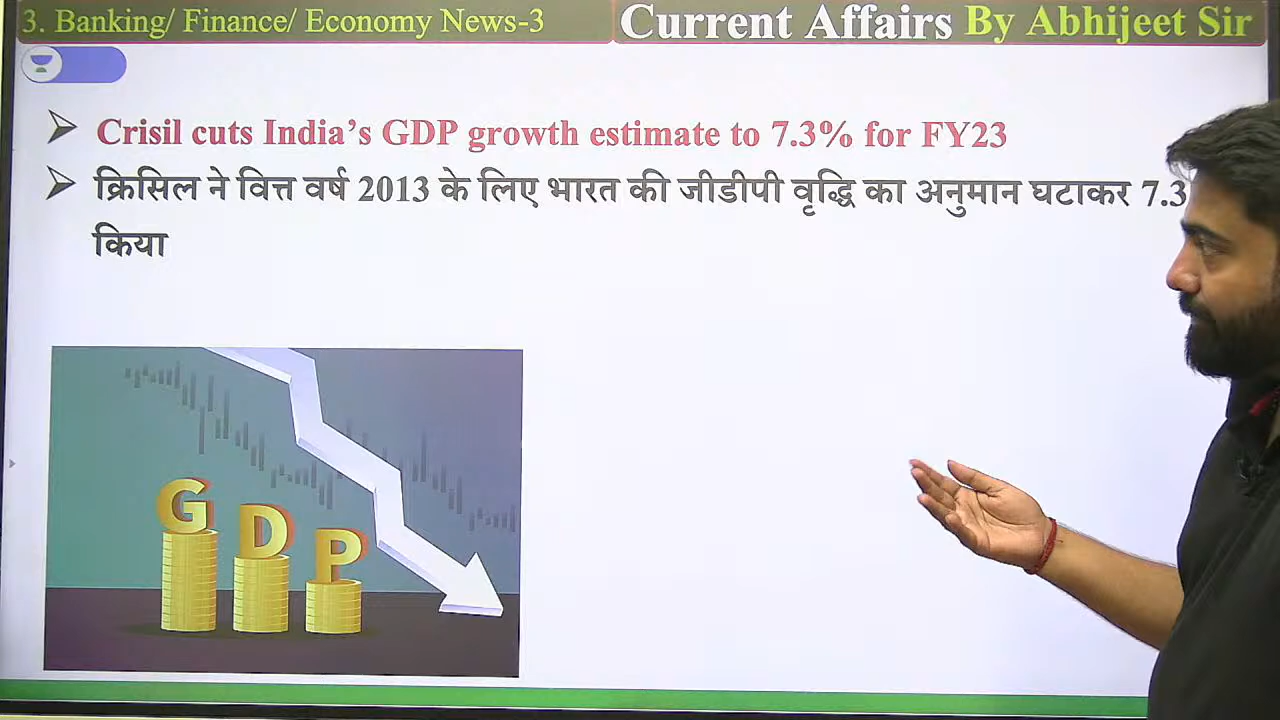 3. Banking/ Finance/ Economy News-3
Current Affairs By Abhijeet Sir
Crisil cuts India’s GDP growth estimate to 7.3% for FY23
क्रिसिल ने वित्त वर्ष 2013 के लिए भारत की जीडीपी वृद्धि का अनुमान घटाकर 7.3
किया
G D P